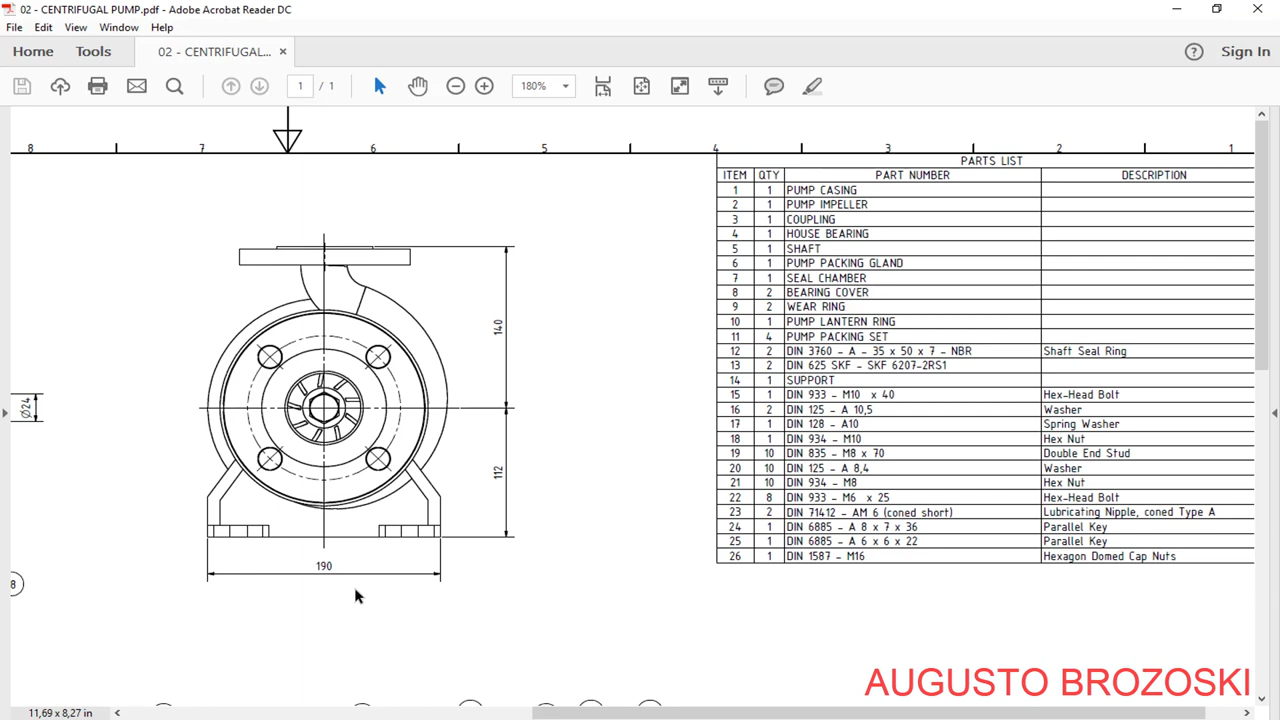 02 - CENTRIFUGAL PUMP.pdf - Adobe Acrobat Reader DC
File Edit View Window Help
Home Tools 02 - CENTRIFUGAL... × ? Sign In
1 / 1 180%
8 7 6 5 4 3 2 1
PARTS LIST
ITEM QTY PART NUMBER DESCRIPTION
1 1 PUMP CASING
2 1 PUMP IMPELLER
3 1 COUPLING
4 1 HOUSE BEARING
5 1 SHAFT
6 1 PUMP PACKING GLAND
7 1 SEAL CHAMBER
8 2 BEARING COVER
9 2 WEAR RING
10 1 PUMP LANTERN RING
11 4 PUMP PACKING SET
12 2 DIN 3760 - A - 35 x 50 x 7 - NBR Shaft Seal Ring
13 2 DIN 625 SKF - SKF 6207-2RS1
14 1 SUPPORT
15 1 DIN 933 - M10 x 40 Hex-Head Bolt
16 2 DIN 125 - A 10,5 Washer
17 1 DIN 128 - A10 Spring Washer
18 1 DIN 934 - M10 Hex Nut
19 10 DIN 835 - M8 x 70 Double End Stud
20 10 DIN 125 - A 8,4 Washer
21 10 DIN 934 - M8 Hex Nut
22 8 DIN 933 - M6 x 25 Hex-Head Bolt
23 2 DIN 71412 - AM 6 (coned short) Lubricating Nipple, coned Type A
24 1 DIN 6885 - A 8 x 7 x 36 Parallel Key
25 1 DIN 6885 - A 6 x 6 x 22 Parallel Key
26 1 DIN 1587 - M16 Hexagon Domed Cap Nuts
140
Ø24
112
190
8
AUGUSTO BROZOSKI
11,69 x 8,27 in